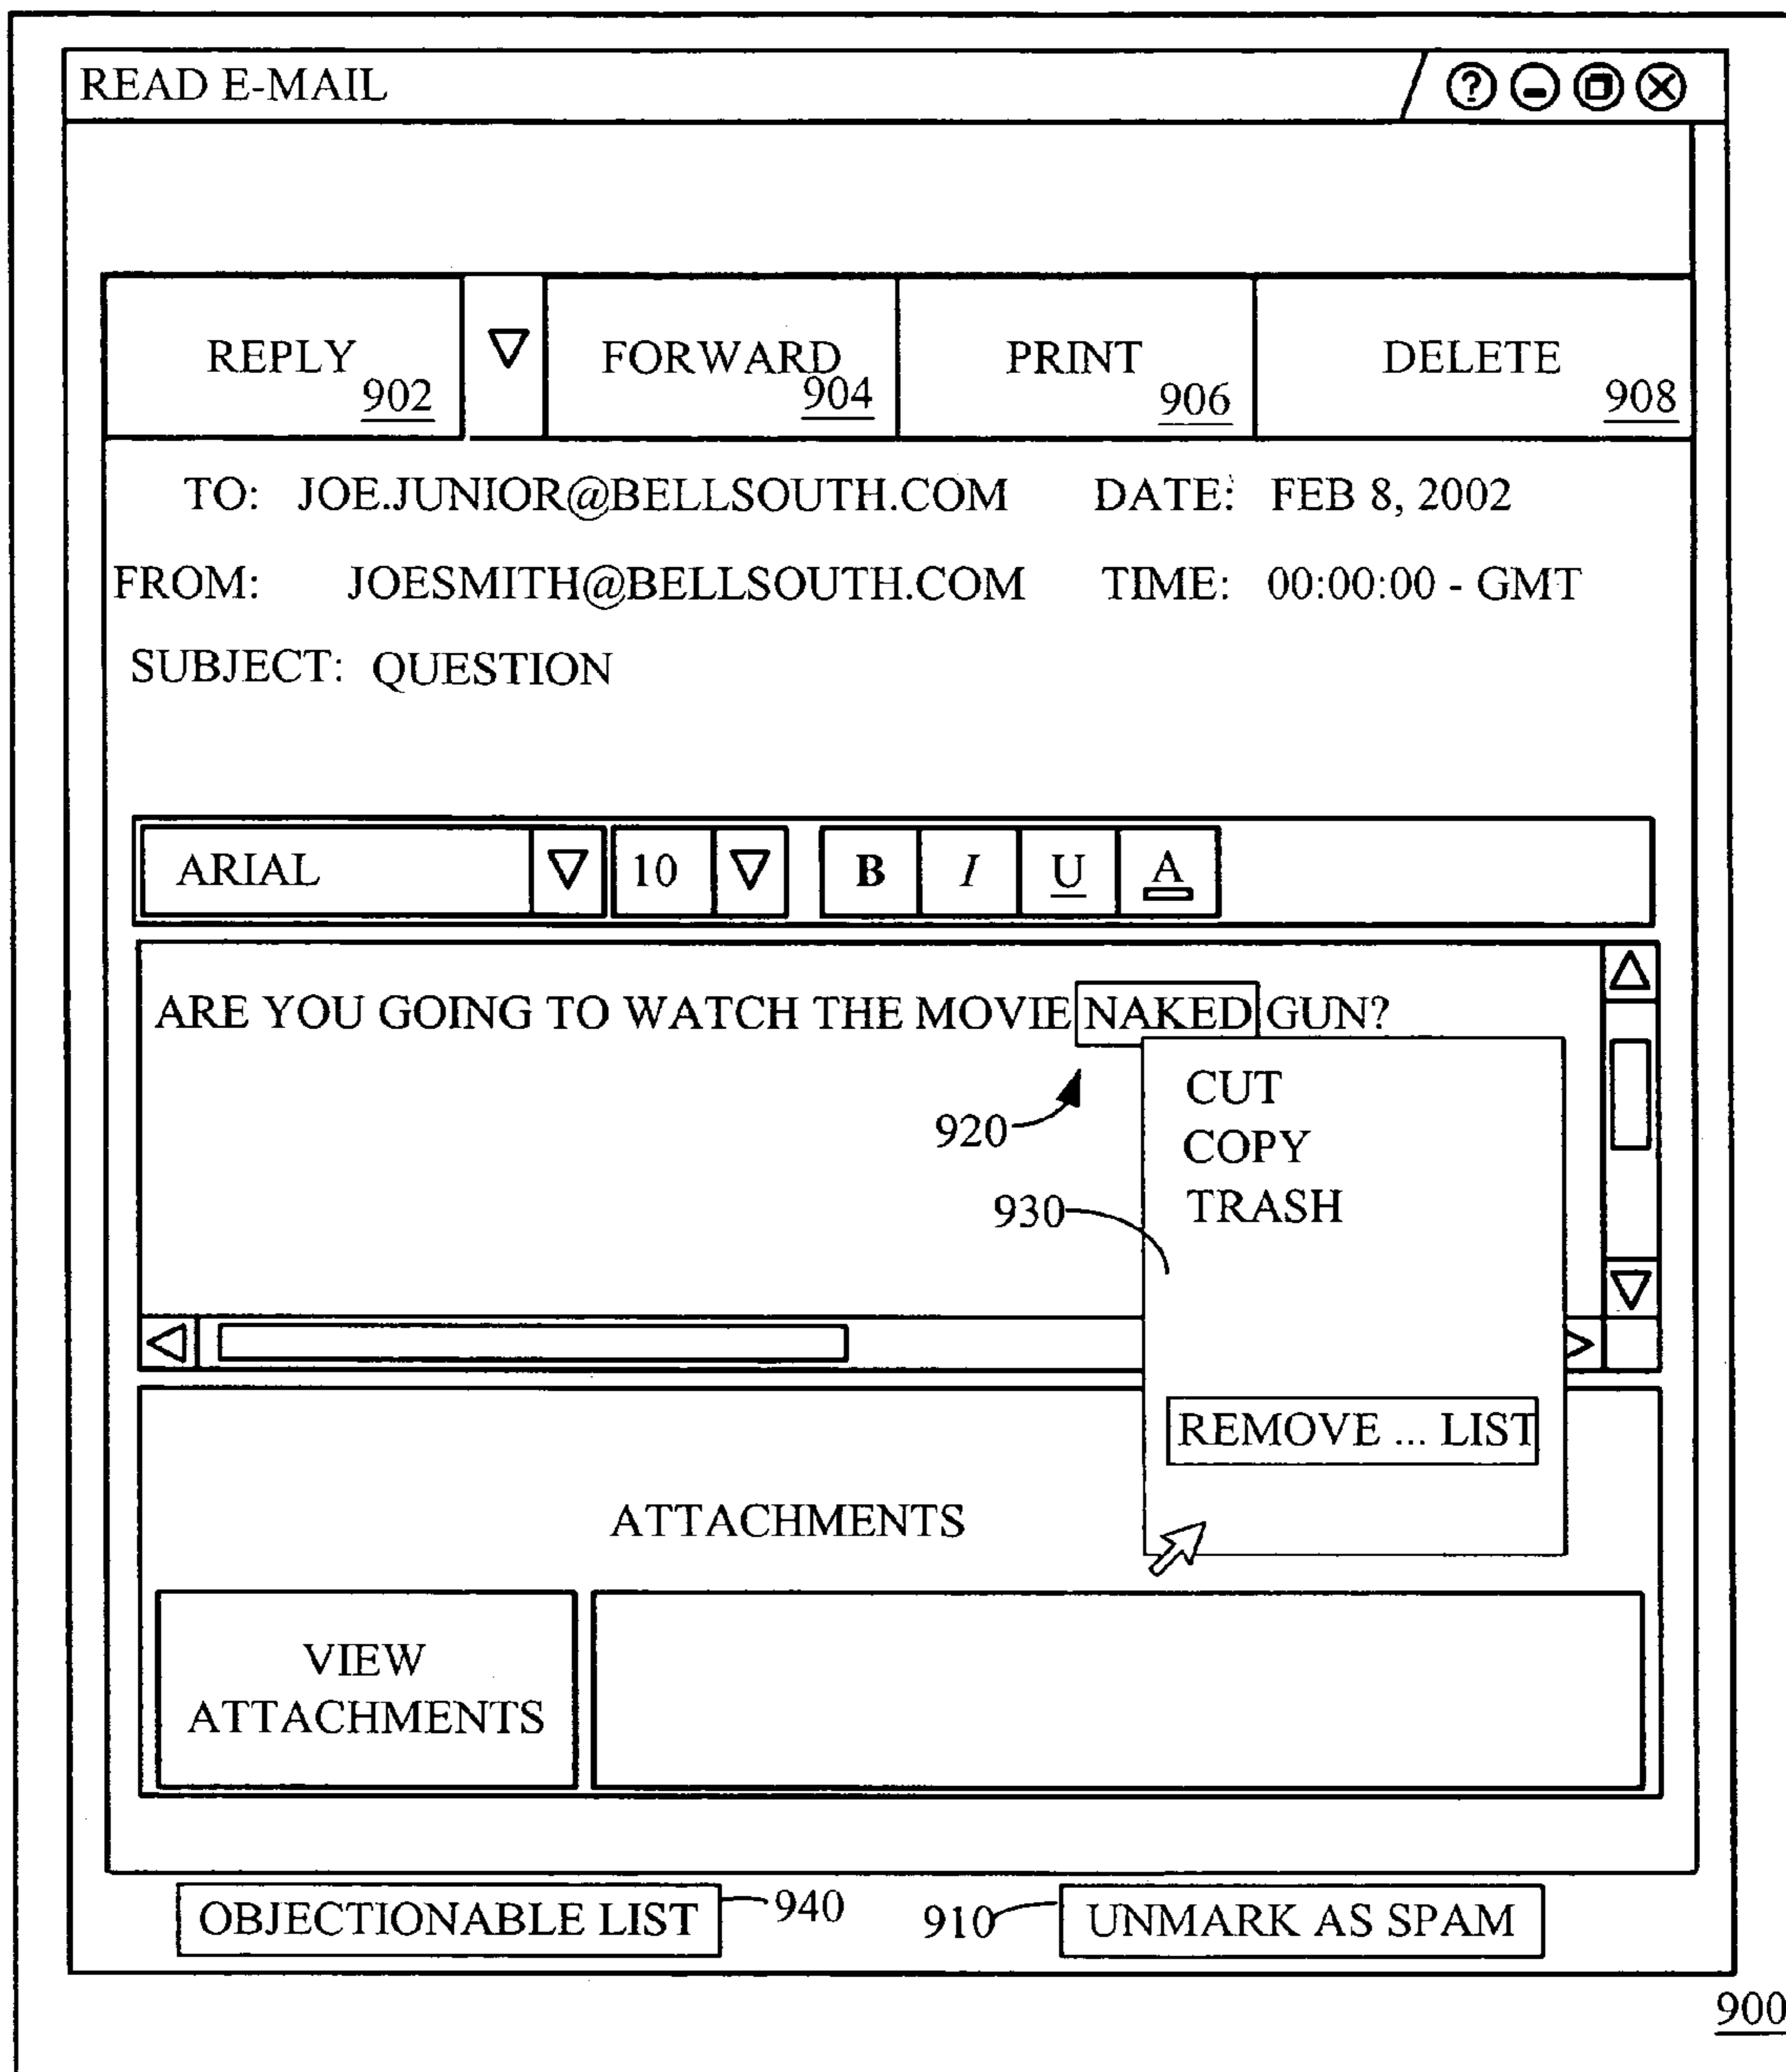 READ E-MAIL ?
REPLY FORWARD PRINT DELETE
902 904 906 908
TO: JOE.JUNIOR@BELLSOUTH.COM DATE: FEB 8, 2002
FROM: JOESMITH@BELLSOUTH.COM TIME: 00:00:00 - GMT
SUBJECT: QUESTION
ARIAL 10 B I U A
ARE YOU GOING TO WATCH THE MOVIE NAKED GUN?
CUT
920
COPY
930
TRASH
REMOVE ... LIST
ATTACHMENTS
VIEW
ATTACHMENTS
OBJECTIONABLE LIST 940 910 UNMARK AS SPAM
900